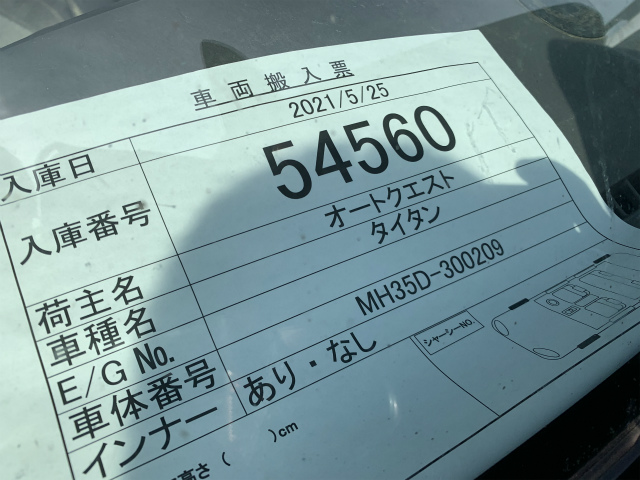 車両搬入票
入庫日 2021/5/25
入庫番号 54560
荷主名 オートクエスト
車種名 タイタン
E/G No.
車体番号 MH35D-300209
インナー あり・なし
シャーシーNO.
高さ ( )cm